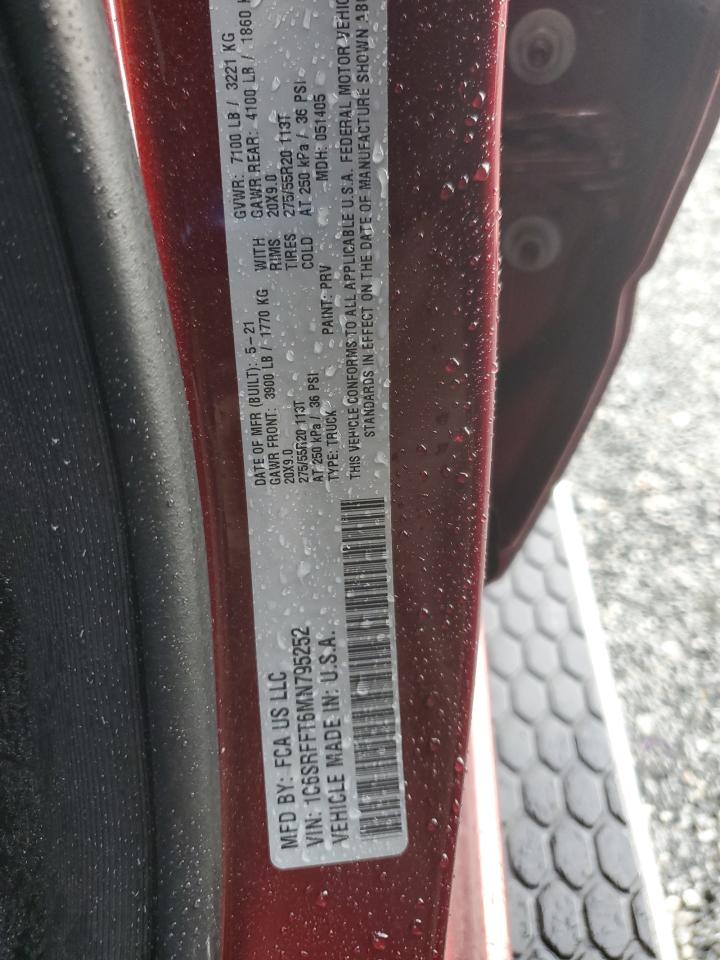 MFD BY: FCA US LLC
VIN: 1C6SRFFT6MN795252
VEHICLE MADE IN: U.S.A.
DATE OF MFR (BUILT): 5-21 GVWR: 7100 LB / 3221 KG
GAWR FRONT: 3900 LB / 1770 KG WITH GAWR REAR: 4100 LB / 1860
20X9.0 RIMS 20X9.0
275/55R20 113T TIRES 275/55R20 113T
AT 250 kPa / 36 PSI COLD AT 250 kPa / 36 PSI
TYPE: TRUCK PAINT: PRV MDH: 051405
THIS VEHICLE CONFORMS TO ALL APPLICABLE U.S.A. FEDERAL MOTOR
STANDARDS IN EFFECT ON THE DATE OF MANUFACTURE SHOWN